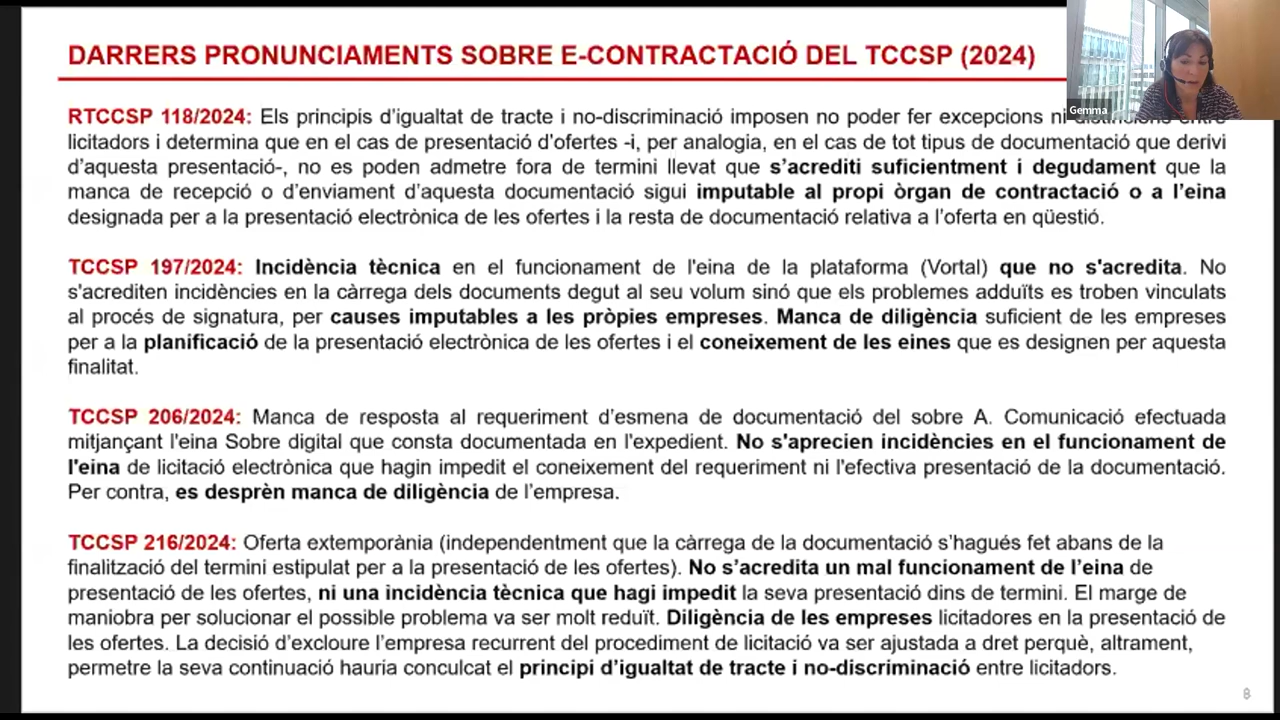 DARRERS PRONUNCIAMENTS SOBRE E-CONTRACTACIÓ DEL TCCSP (2024)
Gemma
RTCCSP 118/2024: Els principis d’igualtat de tracte i no-discriminació imposen no poder fer excepcions ni distincions entre
licitadors i determina que en el cas de presentació d’ofertes -i, per analogia, en el cas de tot tipus de documentació que derivi
d’aquesta presentació-, no es poden admetre fora de termini llevat que s’acrediti suficientment i degudament que la
manca de recepció o d’enviament d’aquesta documentació sigui imputable al propi òrgan de contractació o a l’eina
designada per a la presentació electrònica de les ofertes i la resta de documentació relativa a l’oferta en qüestió.
TCCSP 197/2024: Incidència tècnica en el funcionament de l'eina de la plataforma (Vortal) que no s'acredita. No
s'acrediten incidències en la càrrega dels documents degut al seu volum sinó que els problemes adduïts es troben vinculats
al procés de signatura, per causes imputables a les pròpies empreses. Manca de diligència suficient de les empreses
per a la planificació de la presentació electrònica de les ofertes i el coneixement de les eines que es designen per aquesta
finalitat.
TCCSP 206/2024: Manca de resposta al requeriment d’esmena de documentació del sobre A. Comunicació efectuada
mitjançant l'eina Sobre digital que consta documentada en l'expedient. No s'aprecien incidències en el funcionament de
l'eina de licitació electrònica que hagin impedit el coneixement del requeriment ni l'efectiva presentació de la documentació.
Per contra, es desprèn manca de diligència de l’empresa.
TCCSP 216/2024: Oferta extemporània (independentment que la càrrega de la documentació s’hagués fet abans de la
finalització del termini estipulat per a la presentació de les ofertes). No s’acredita un mal funcionament de l’eina de
presentació de les ofertes, ni una incidència tècnica que hagi impedit la seva presentació dins de termini. El marge de
maniobra per solucionar el possible problema va ser molt reduït. Diligència de les empreses licitadores en la presentació de
les ofertes. La decisió d’excloure l’empresa recurrent del procediment de licitació va ser ajustada a dret perquè, altrament,
permetre la seva continuació hauria conculcat el principi d’igualtat de tracte i no-discriminació entre licitadors.
8